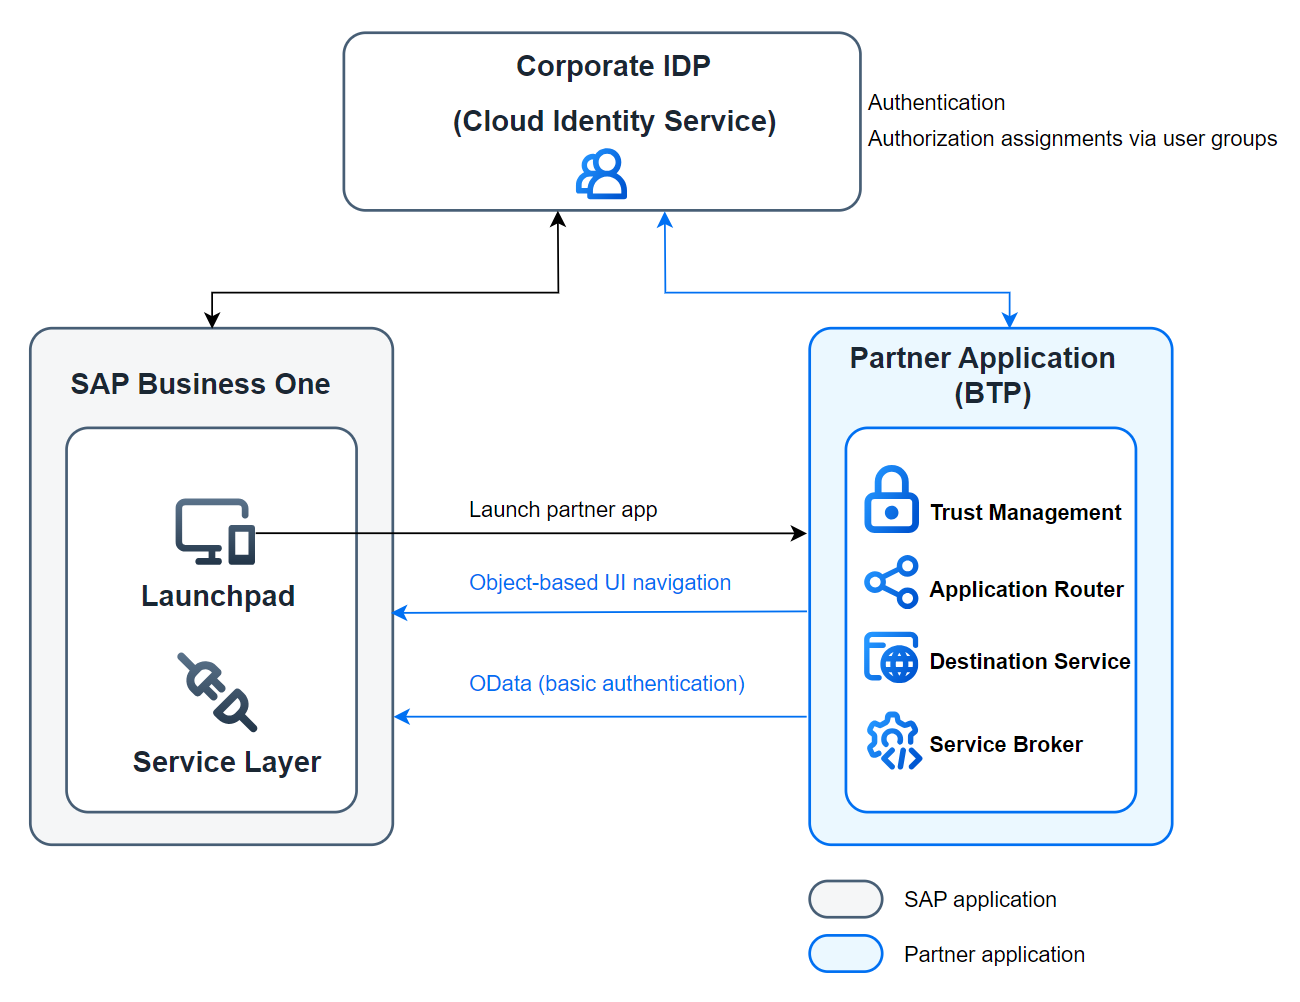 Corporate IDP
(Cloud Identity Service)
Authentication
Authorization assignments via user groups
SAP Business One
Launchpad
Service Layer
Launch partner app
Object-based UI navigation
OData (basic authentication)
Partner Application
(BTP)
Trust Management
Application Router
Destination Service
Service Broker
SAP application
Partner application